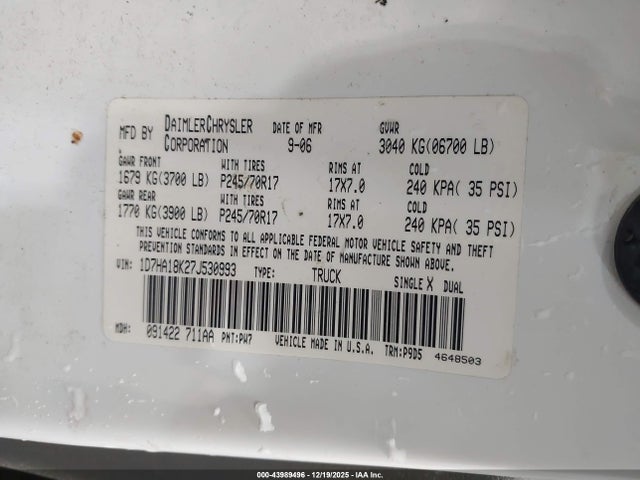 MFD BY DAIMLERCHRYSLER CORPORATION DATE OF MFR 9-06 GVWR 3040 KG(06700 LB)
GAWR FRONT WITH TIRES RIMS AT COLD
1679 KG(3700 LB) P245/70R17 17X7.0 240 KPA( 35 PSI)
GAWR REAR WITH TIRES RIMS AT COLD
1770 KG(3900 LB) P245/70R17 17X7.0 240 KPA( 35 PSI)
THIS VEHICLE CONFORMS TO ALL APPLICABLE FEDERAL MOTOR VEHICLE SAFETY AND THEFT
PREVENTION STANDARDS IN EFFECT ON THE DATE OF MANUFACTURE SHOWN ABOVE.
VIN: 1D7HA18K27J530993 TYPE: TRUCK SINGLE X DUAL
MDH: 091422 711AA PNT:PW7 VEHICLE MADE IN U.S.A. TRM:P9D5 4648503
000-43989496 - 12/19/2025 - IAA Inc.